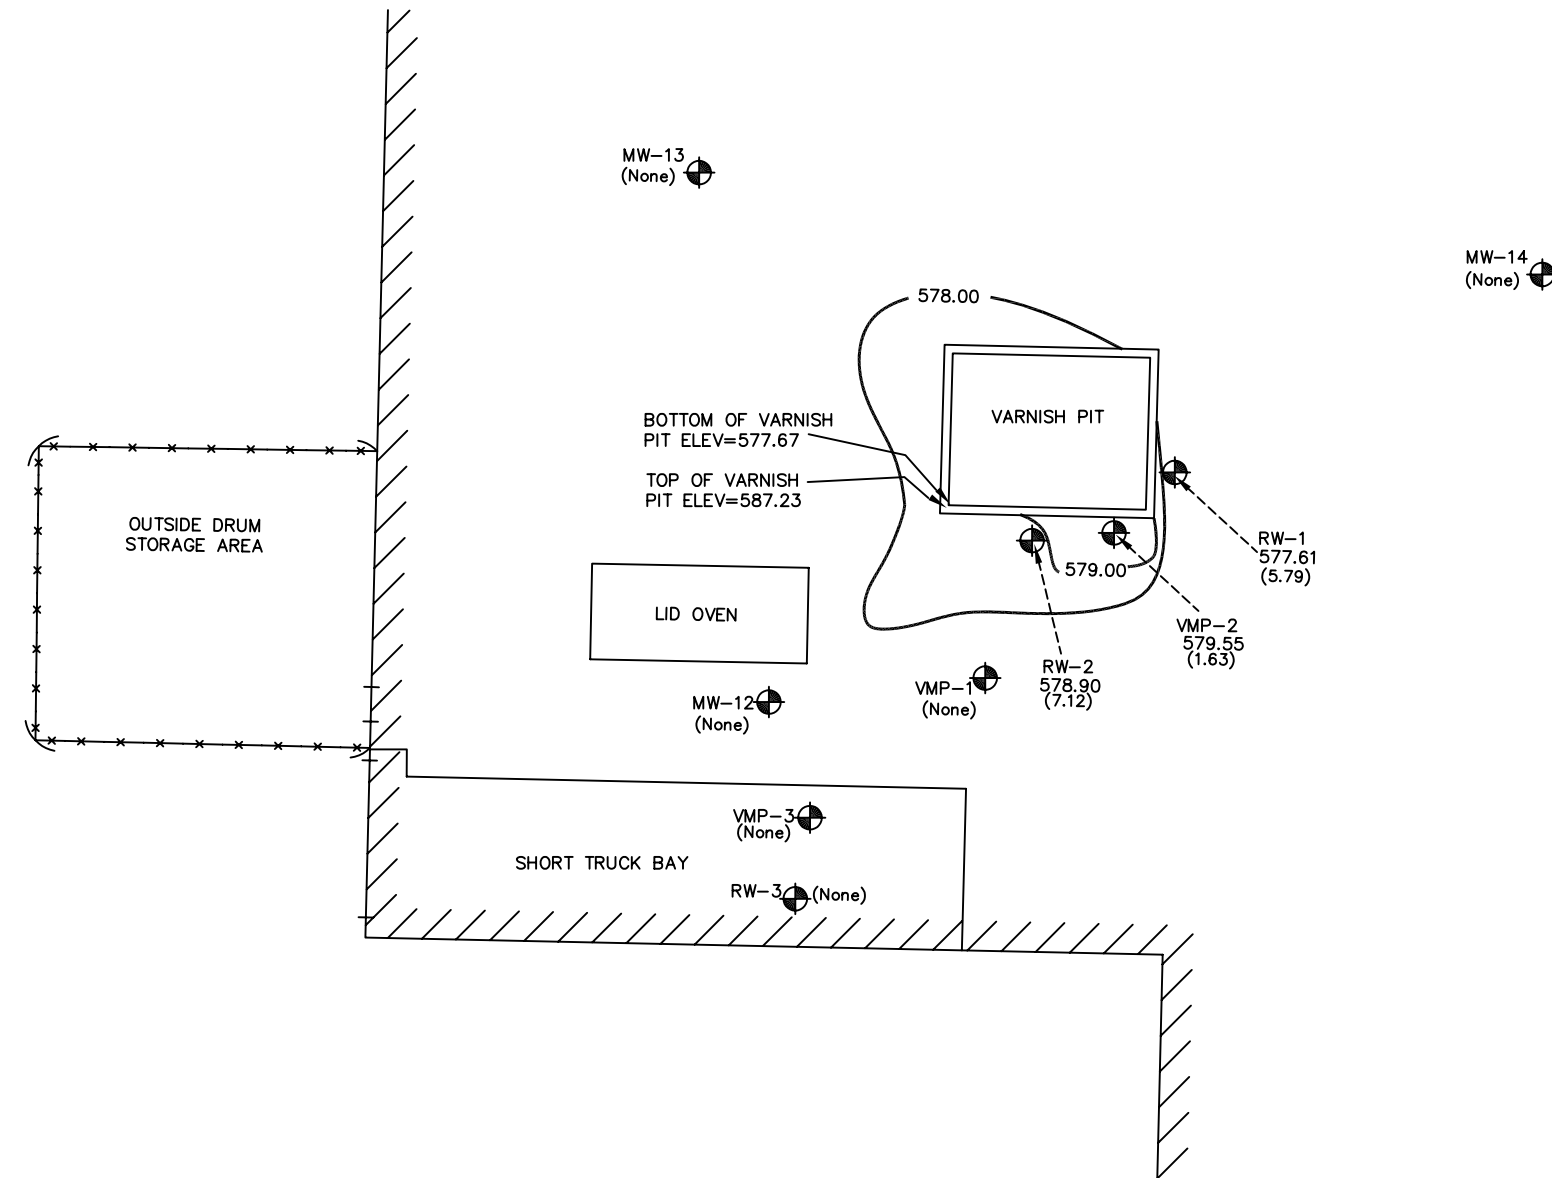 MW-13
(None)
MW-14
(None)
578.00
VARNISH PIT
BOTTOM OF VARNISH
PIT ELEV=577.67
TOP OF VARNISH
PIT ELEV=587.23
OUTSIDE DRUM
STORAGE AREA
RW-1
577.61
(5.79)
579.00
LID OVEN
VMP-2
579.55
(1.63)
RW-2
578.90
(7.12)
VMP-1
(None)
MW-12
(None)
VMP-3
(None)
SHORT TRUCK BAY
RW-3 (None)